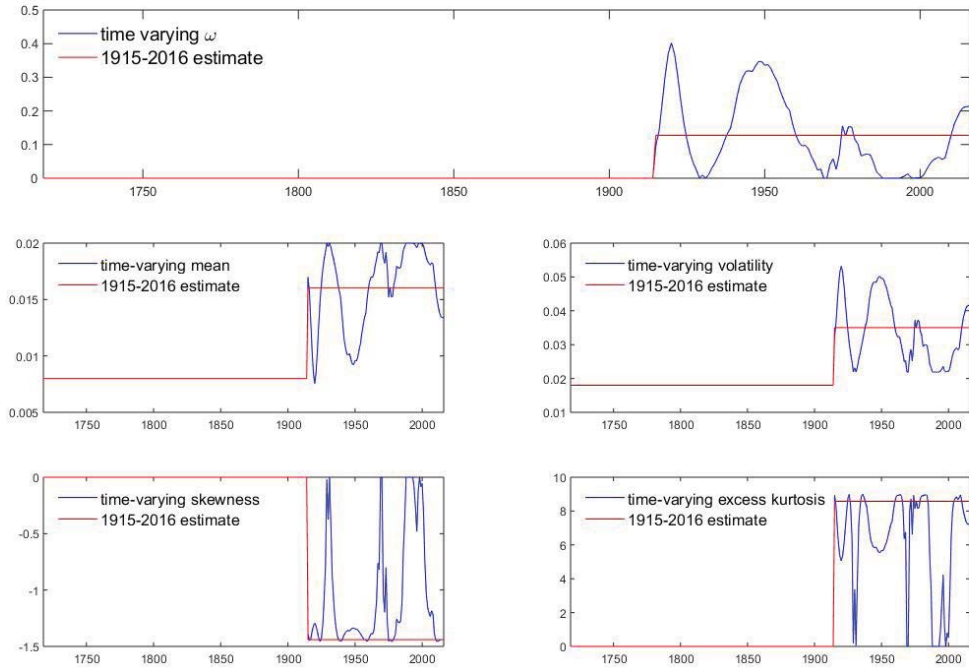 0.5
0.4
0.3
0.2
0.1
0
time varying ω
1915-2016 estimate
1750 1800 1850 1900 1950 2000
0.02
0.015
0.01
0.005
time-varying mean
1915-2016 estimate
1750 1800 1850 1900 1950 2000
0.06
0.05
0.04
0.03
0.02
0.01
time-varying volatility
1915-2016 estimate
1750 1800 1850 1900 1950 2000
0
-0.5
-1
-1.5
time-varying skewness
1915-2016 estimate
1750 1800 1850 1900 1950 2000
10
8
6
4
2
0
time-varying excess kurtosis
1915-2016 estimate
1750 1800 1850 1900 1950 2000